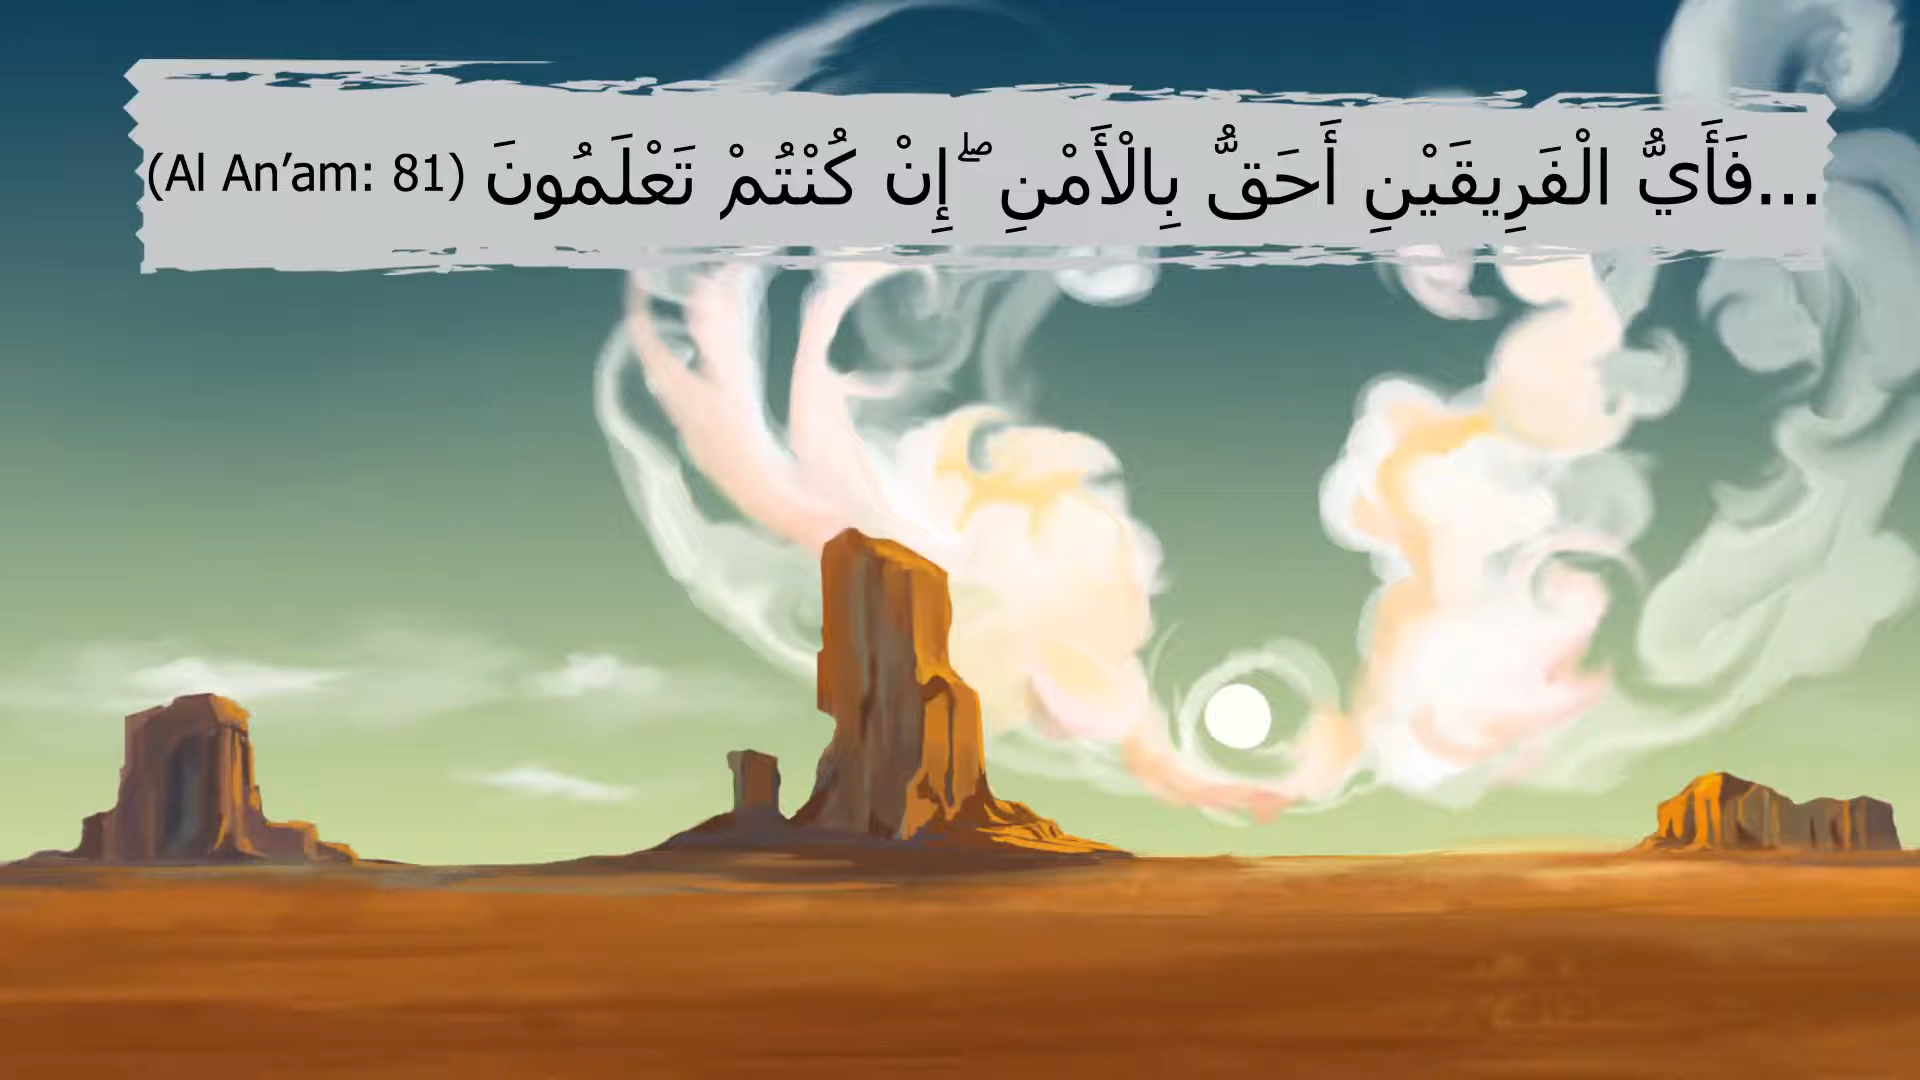 ...فَأَيُّ الْفَرِيقَيْنِ أَحَقُّ بِالْأَمْنِ ۖ إِنْ كُنْتُمْ تَعْلَمُونَ (Al An’am: 81)